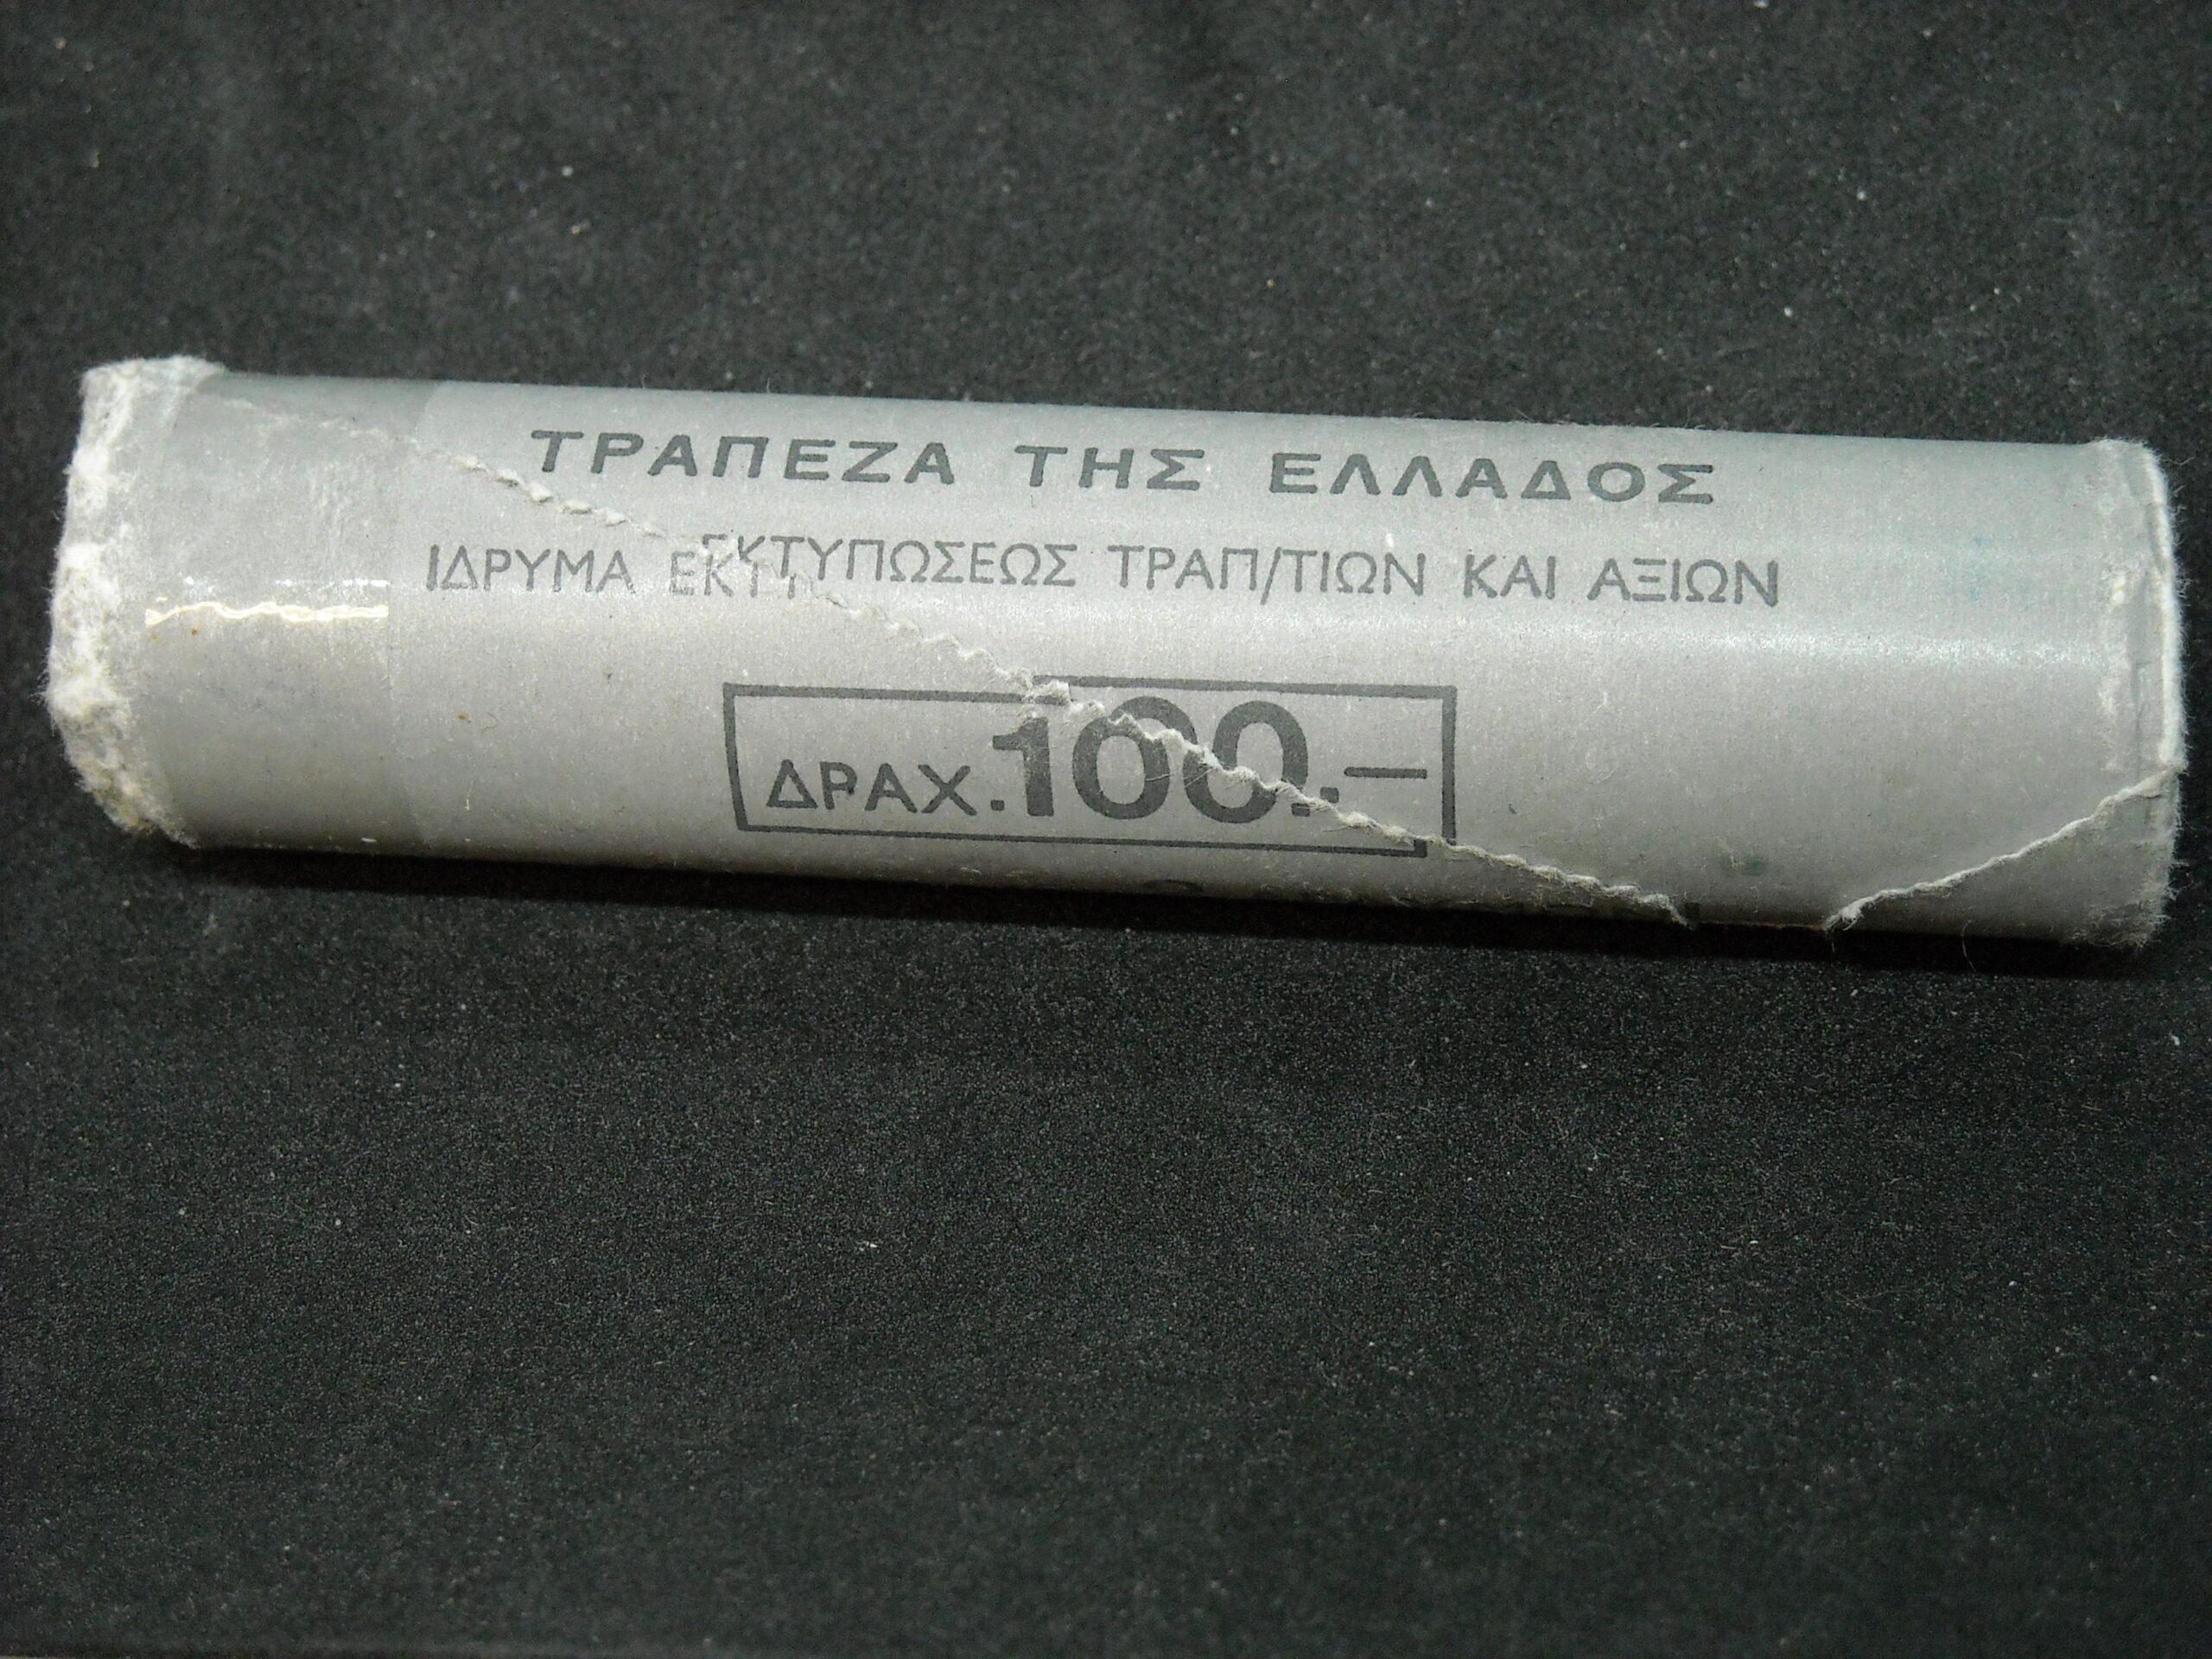 ΤΡΑΠΕΖΑ ΤΗΣ ΕΛΛΑΔΟΣ
ΙΔΡΥΜΑ ΕΚΤΥΠΩΣΕΩΣ ΤΡΑΠ/ΤΙΩΝ ΚΑΙ ΑΞΙΩΝ
ΔΡΑΧ.100.-